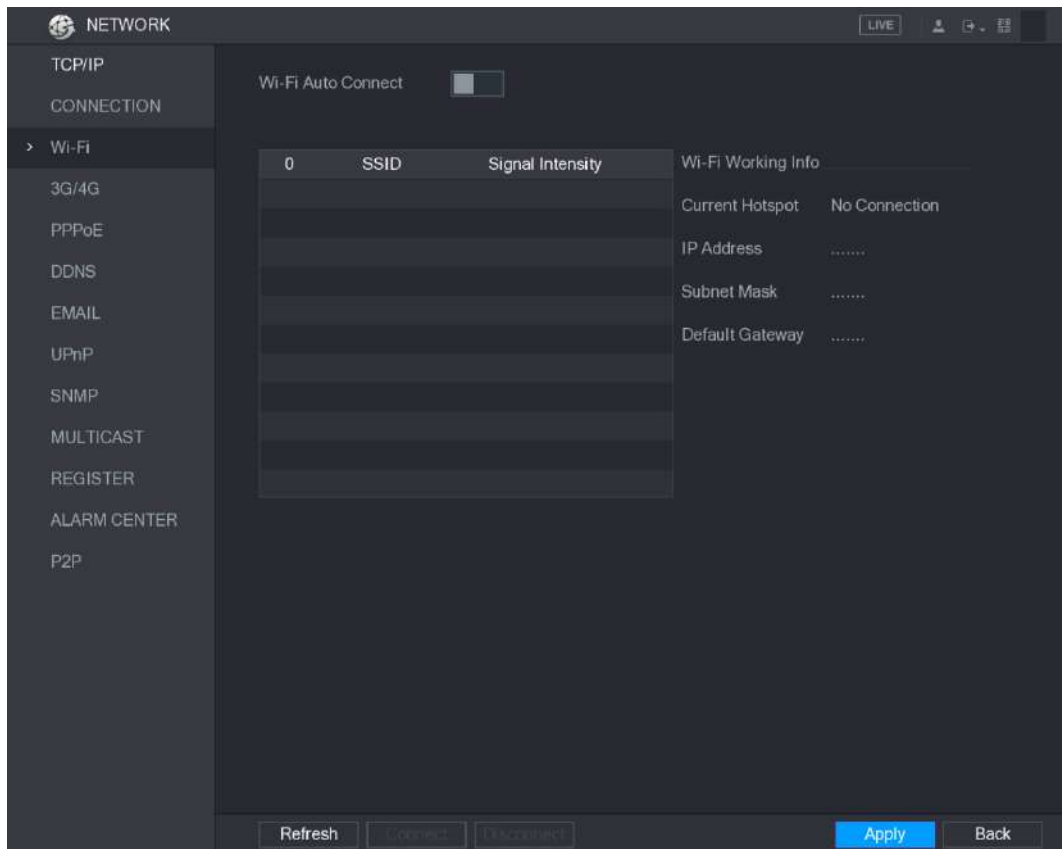 NETWORK
LIVE
TCP/IP
CONNECTION
Wi-Fi
3G/4G
PPPoE
DDNS
EMAIL
UPnP
SNMP
MULTICAST
REGISTER
ALARM CENTER
P2P
Wi-Fi Auto Connect
0 SSID Signal Intensity
Wi-Fi Working Info
Current Hotspot No Connection
IP Address .......
Subnet Mask .......
Default Gateway .......
Refresh Connect Disconnect Apply Back